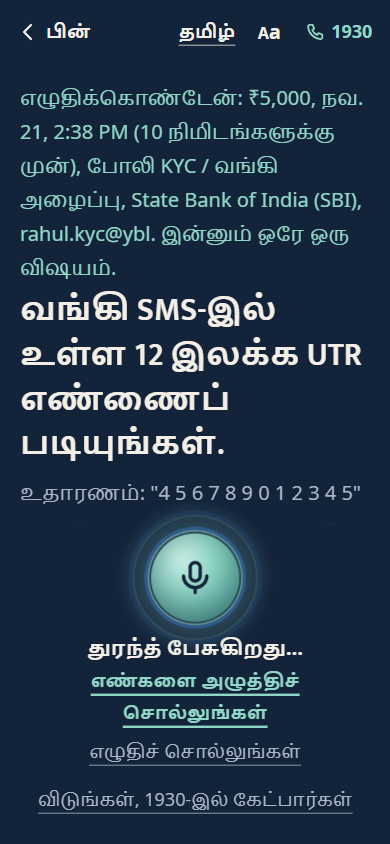 பின் தமிழ் Aa 1930
எழுதிக்கொண்டேன்: ₹5,000, நவ.
21, 2:38 PM (10 நிமிடங்களுக்கு
முன்), போலி KYC / வங்கி
அழைப்பு, State Bank of India (SBI),
rahul.kyc@ybl. இன்னும் ஒரே ஒரு
விஷயம்.
வங்கி SMS-இல்
உள்ள 12 இலக்க UTR
எண்ணைப்
படியுங்கள்.
உதாரணம்: "4 5 6 7 8 9 0 1 2 3 4 5"
துரந்த் பேசுகிறது...
எண்களை அழுத்திச்
சொல்லுங்கள்
எழுதிச் சொல்லுங்கள்
விடுங்கள், 1930-இல் கேட்பார்கள்